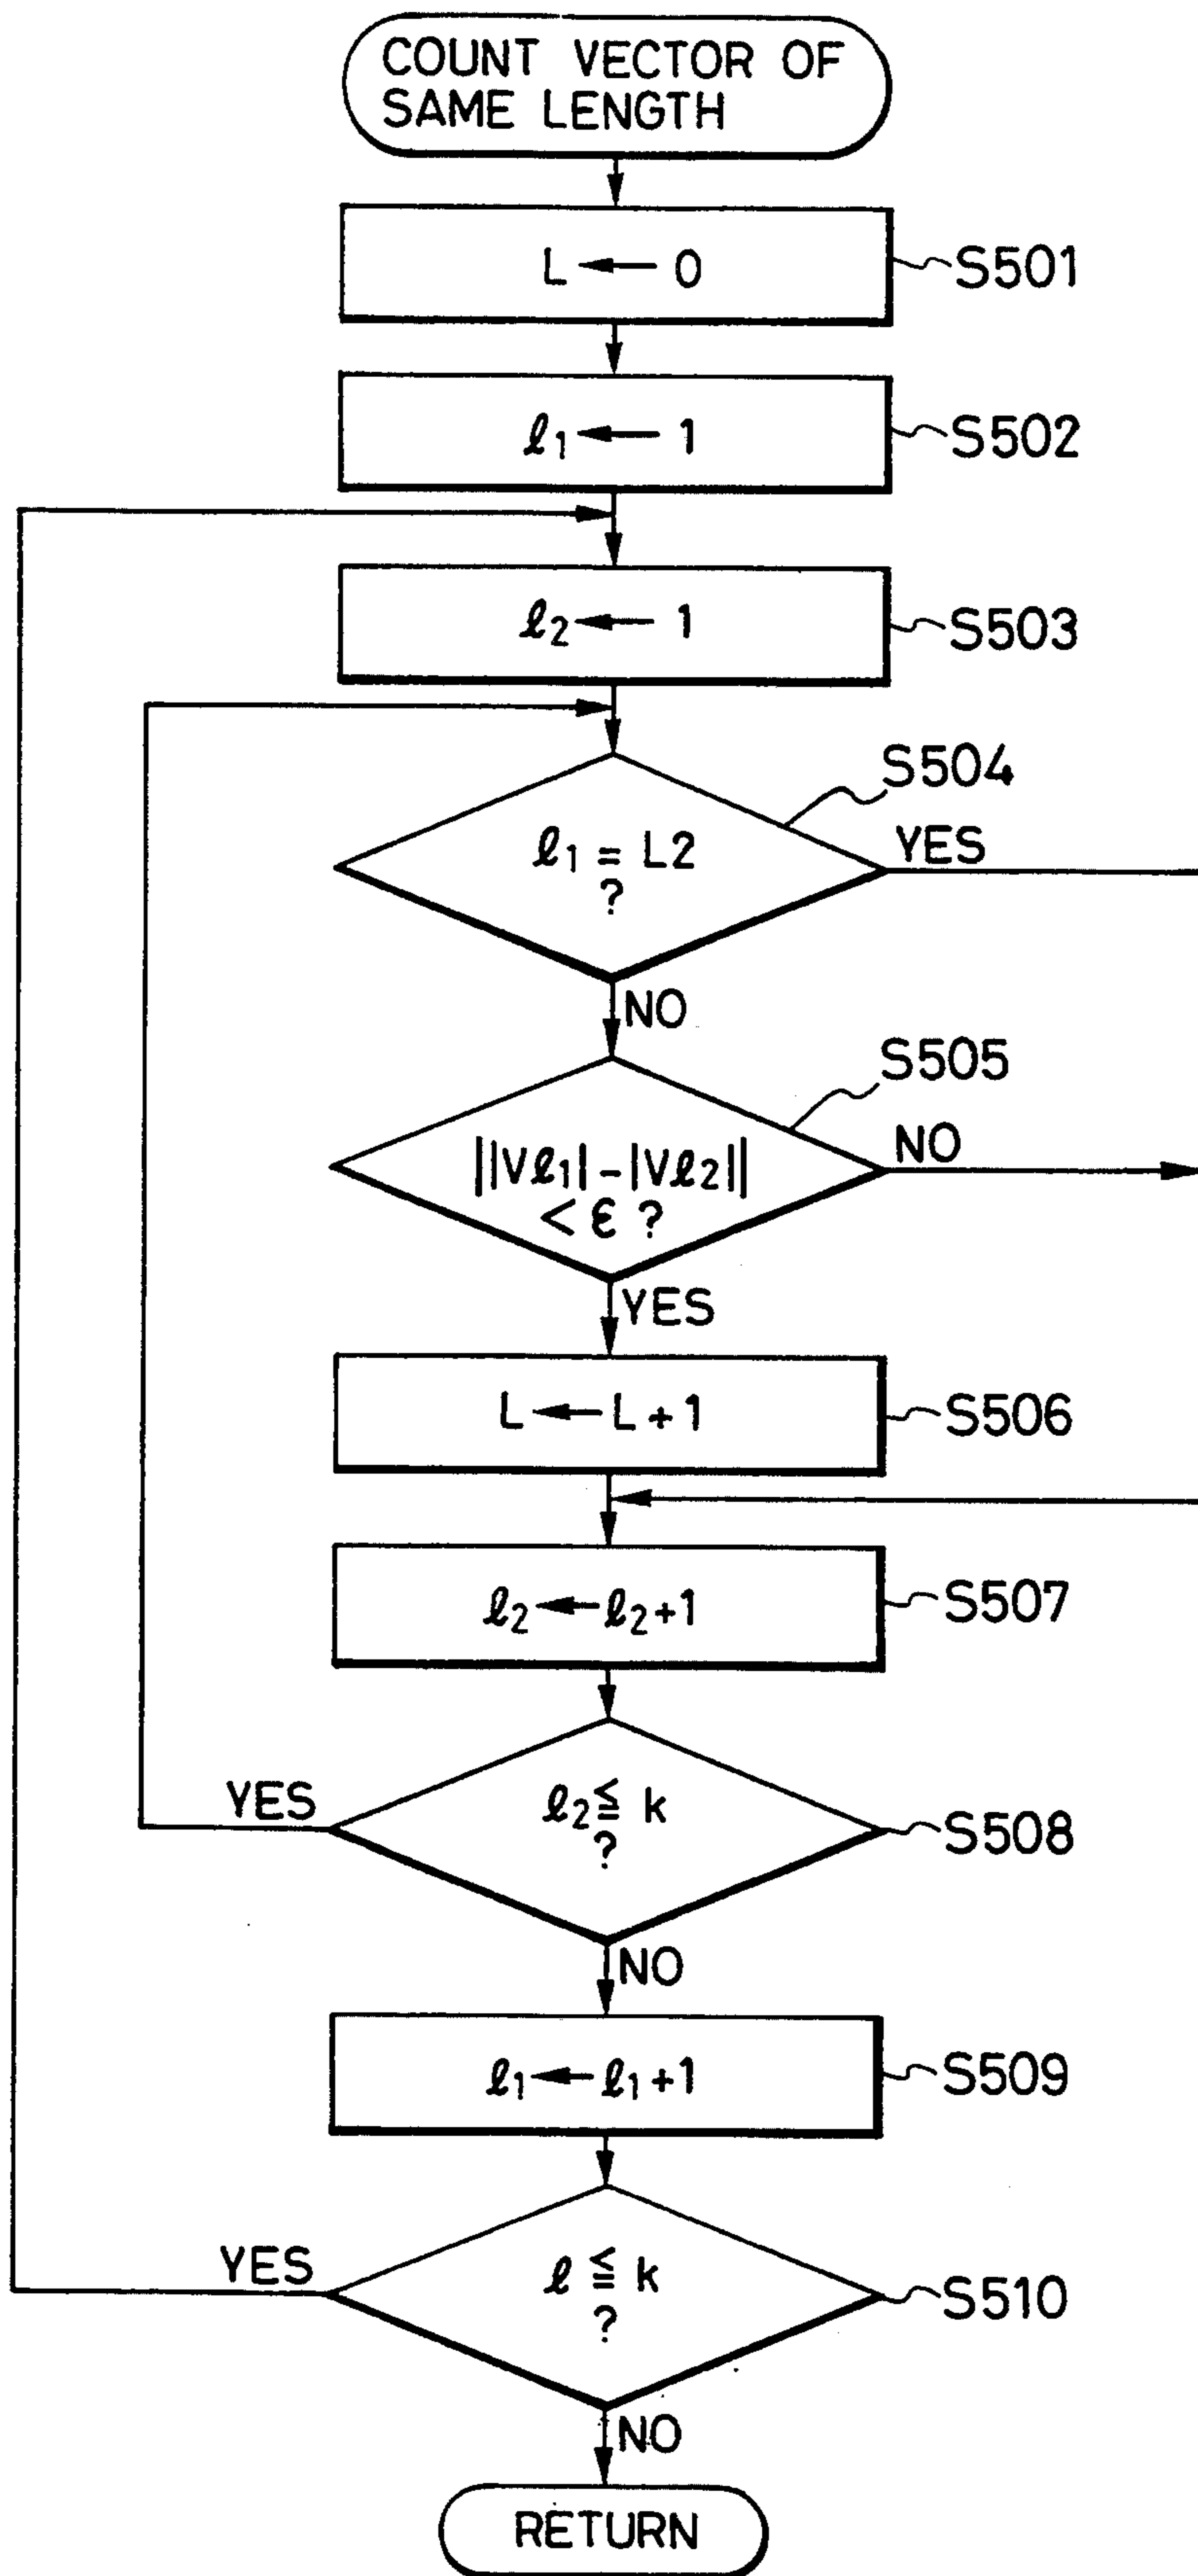 COUNT VECTOR OF
SAME LENGTH
L ← 0
S501
ℓ1 ← 1
S502
ℓ2 ← 1
S503
S504
ℓ1 = L2
?
YES
NO
S505
||Vℓ1| - |Vℓ2||
< ε ?
NO
YES
L ← L + 1
S506
ℓ2 ← ℓ2+1
S507
ℓ2 ≦ k
?
YES
S508
NO
ℓ1 ← ℓ1+1
S509
ℓ ≦ k
?
YES
S510
NO
RETURN